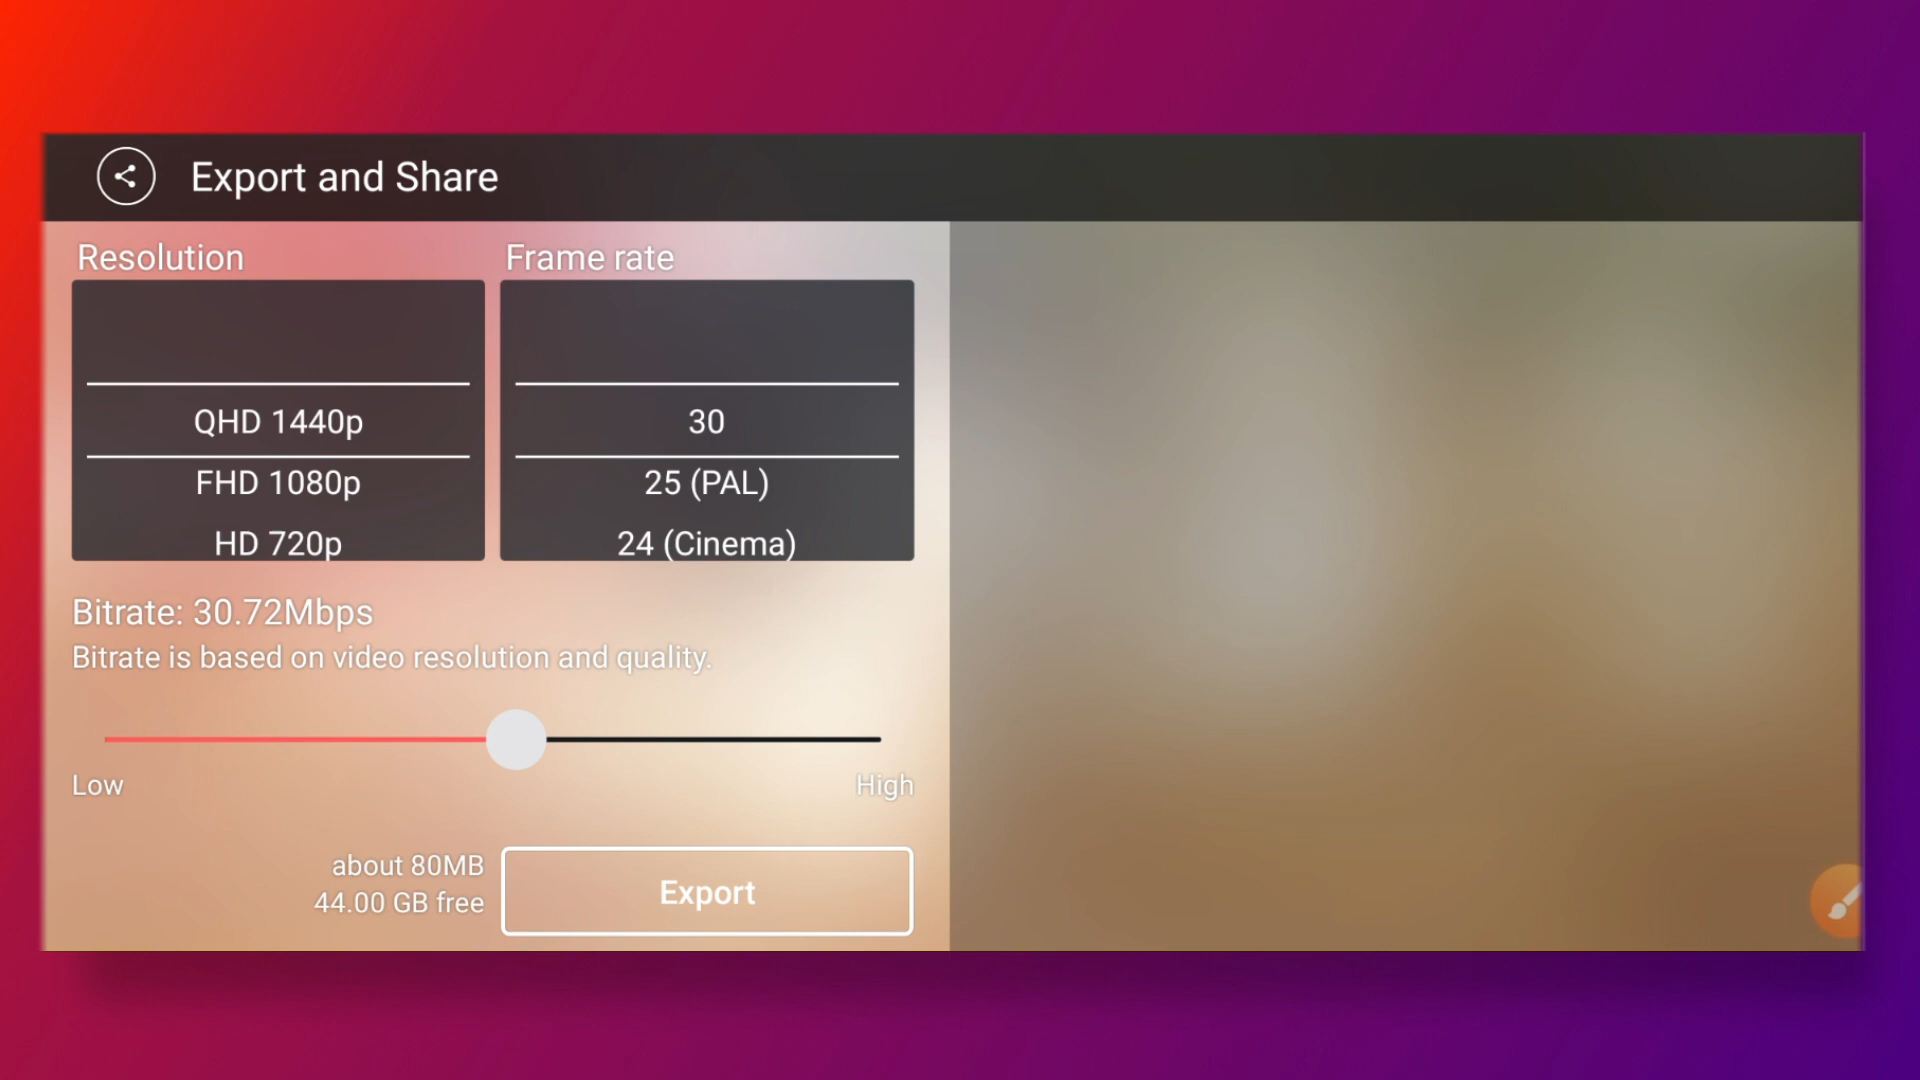 Export and Share
Resolution
Frame rate
QHD 1440p
30
FHD 1080p
25 (PAL)
HD 720p
24 (Cinema)
Bitrate: 30.72Mbps
Bitrate is based on video resolution and quality.
Low
High
about 80MB
44.00 GB free
Export